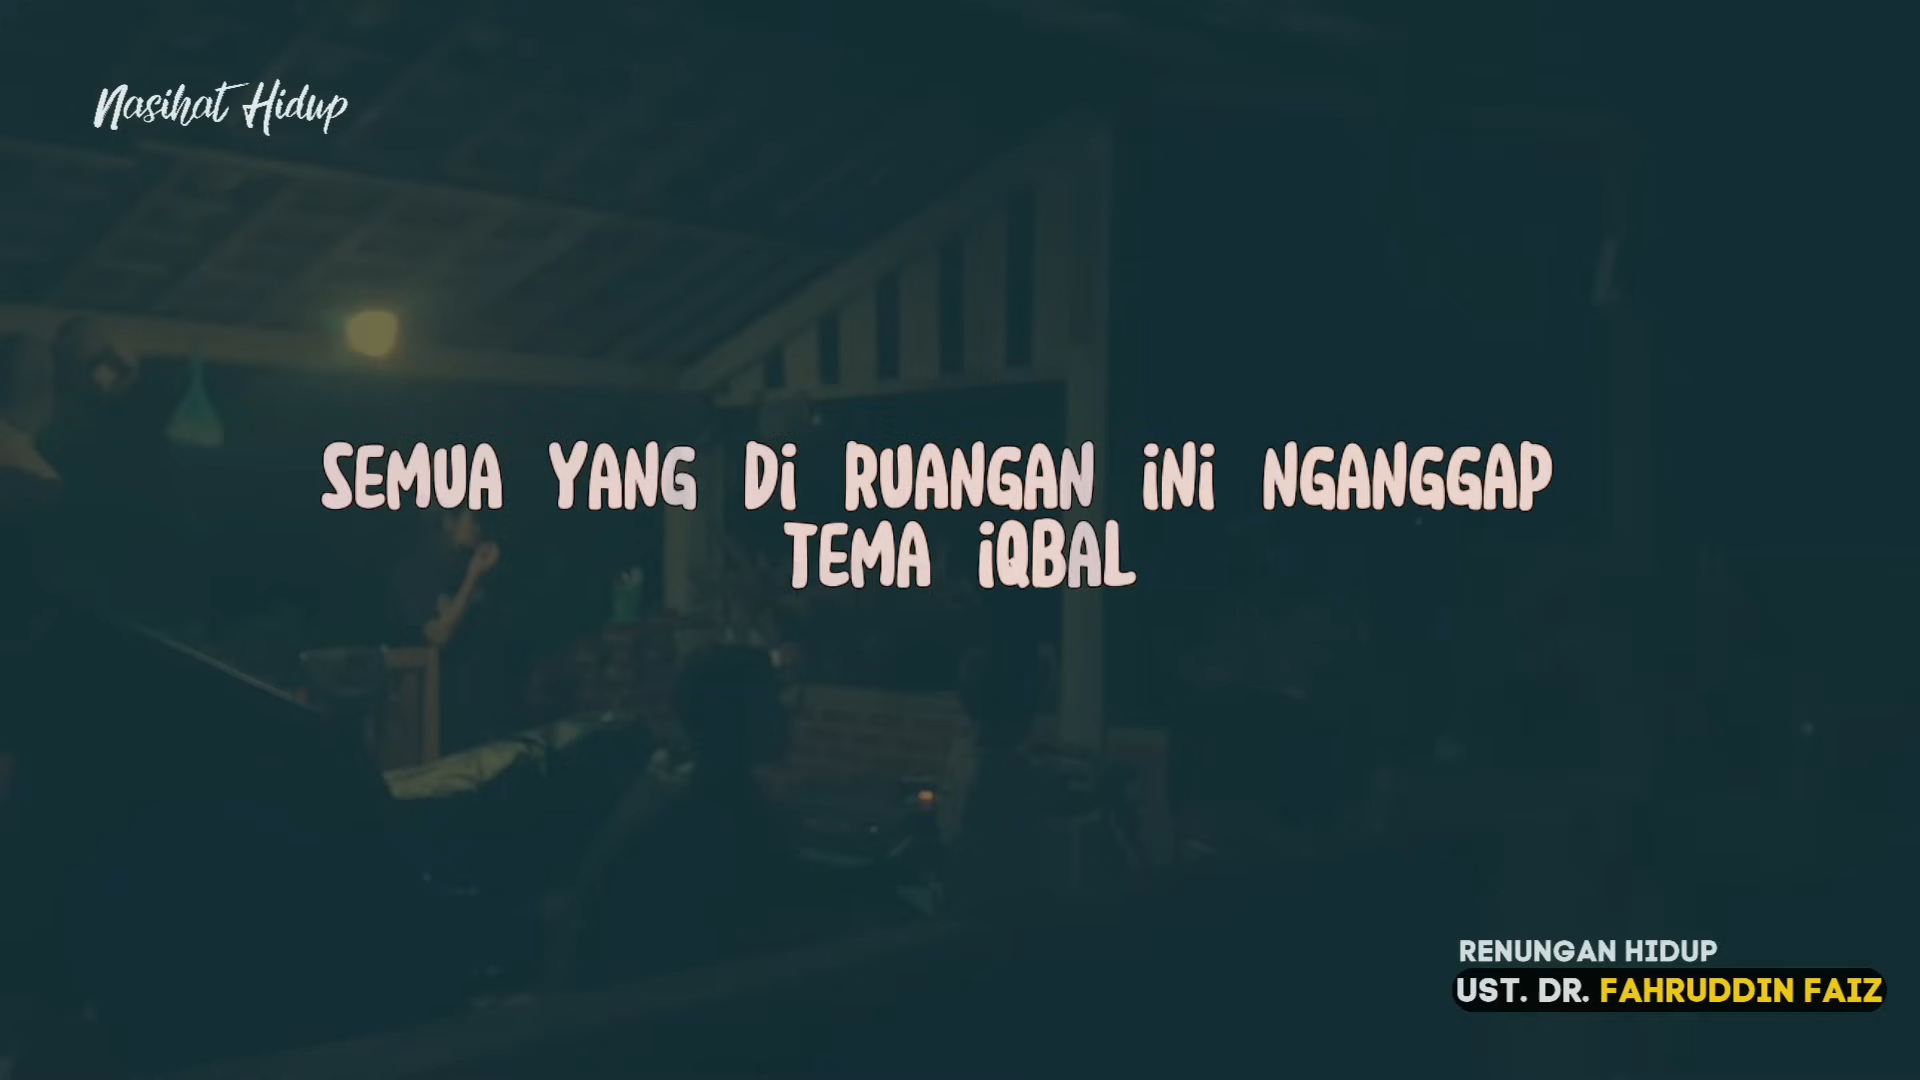 Nasihat Hidup
SEMUA YANG Di RUANGAN iNi NGANGGAP
TEMA iQBAL
RENUNGAN HIDUP
UST. DR. FAHRUDDIN FAIZ